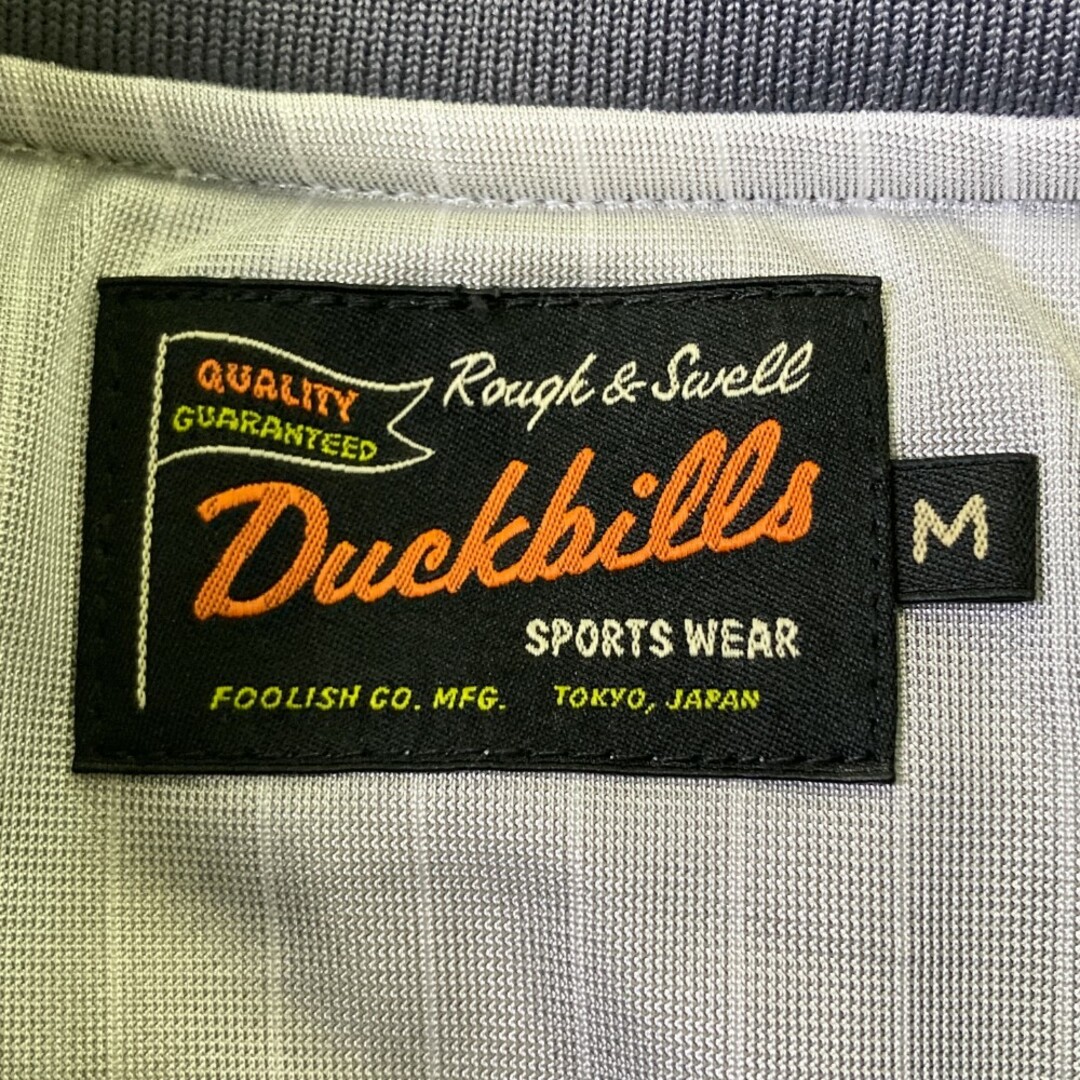 QUALITY
GUARANTEED
Rough & Swell
Duckbills
SPORTS WEAR
FOOLISH CO. MFG. TOKYO, JAPAN
M